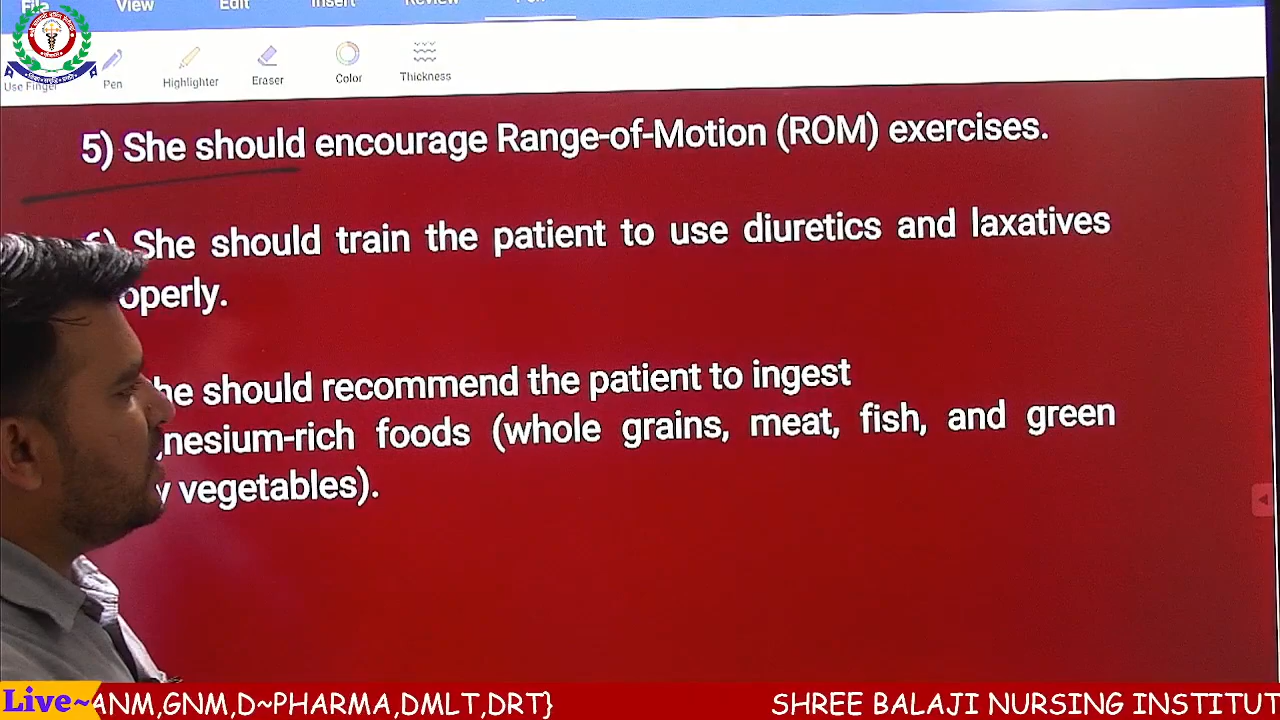 File View Edit Insert Review Pen
Use Finger Pen Highlighter Eraser Color Thickness
5) She should encourage Range-of-Motion (ROM) exercises.
She should train the patient to use diuretics and laxatives
operly.
he should recommend the patient to ingest
nesium-rich foods (whole grains, meat, fish, and green
vegetables).
Live~ ANM,GNM,D~PHARMA,DMLT,DRT} SHREE BALAJI NURSING INSTITUT